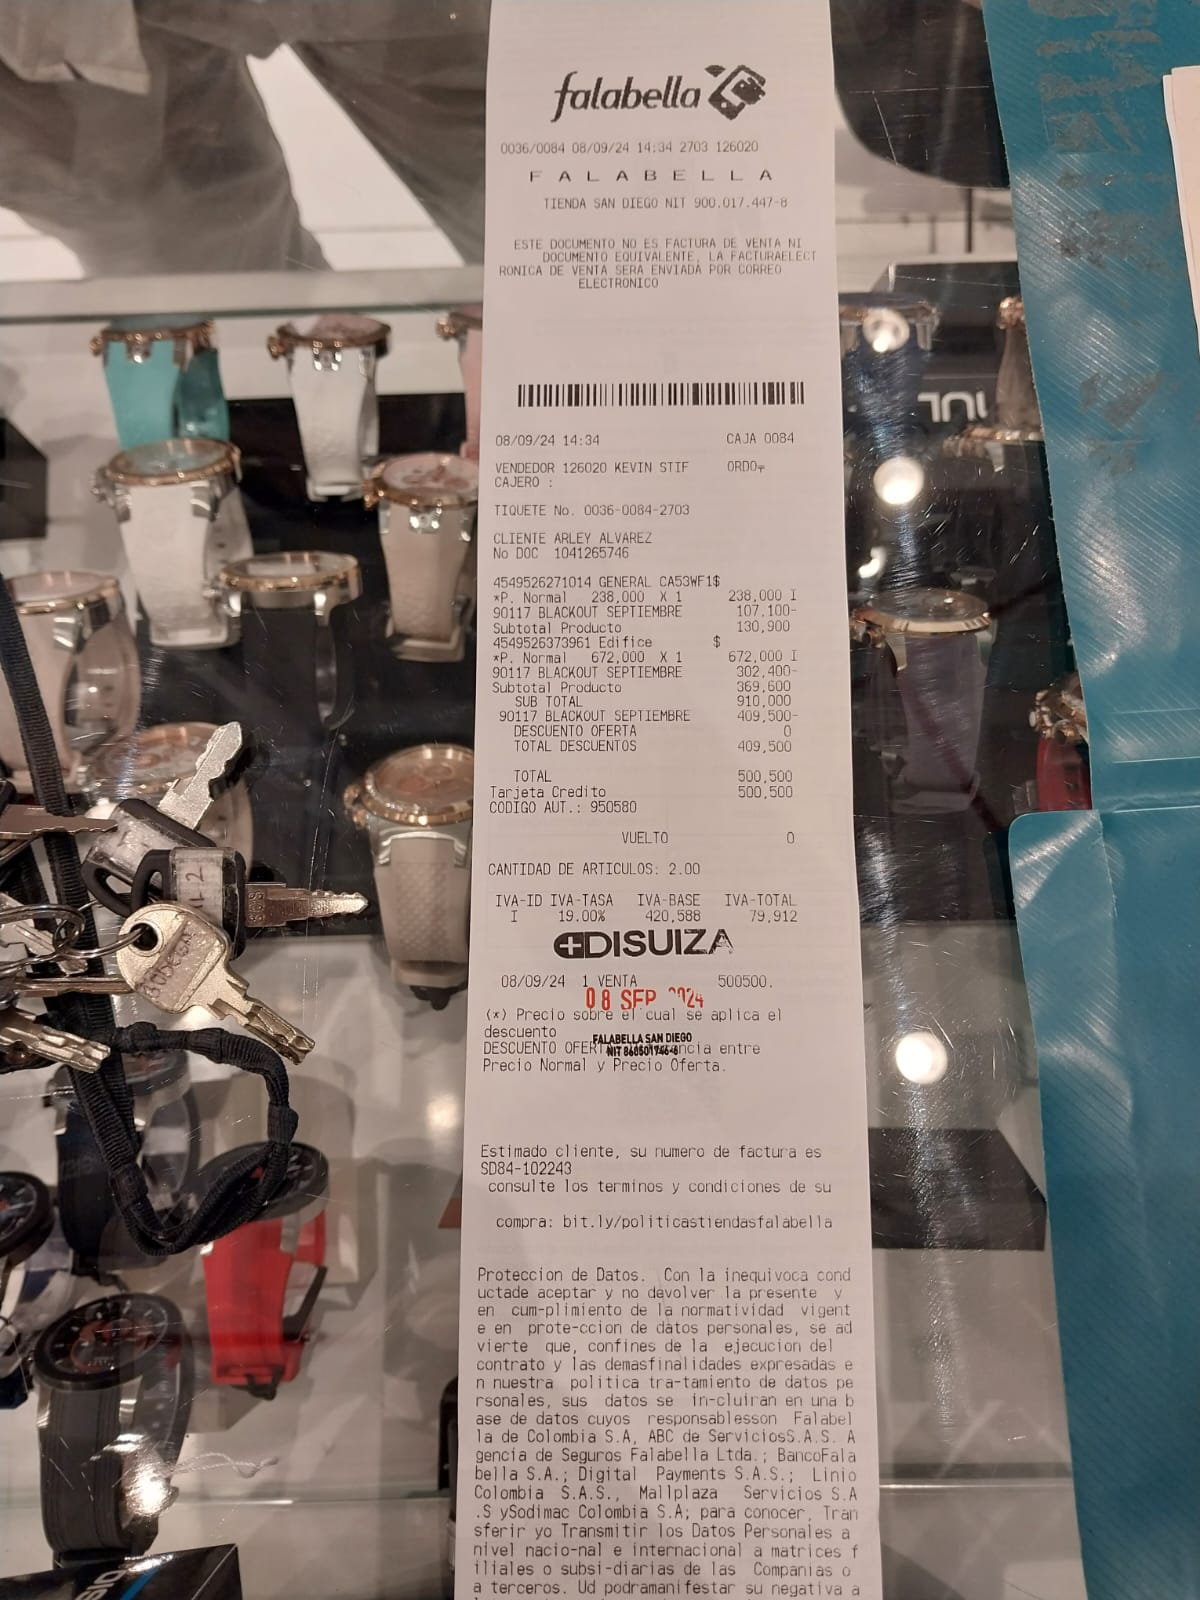 falabella
0036/0084 08/09/24 14:34 2703 126020
F A L A B E L L A
TIENDA SAN DIEGO NIT 900.017.447-8
ESTE DOCUMENTO NO ES FACTURA DE VENTA NI
DOCUMENTO EQUIVALENTE, LA FACTURAELECT
RONICA DE VENTA SERA ENVIADA POR CORREO
ELECTRONICO
08/09/24 14:34 CAJA 0084
VENDEDOR 126020 KEVIN STIF ORDO
CAJERO :
TIQUETE No. 0036-0084-2703
CLIENTE ARLEY ALVAREZ
No DOC 1041265746
4549526271014 GENERAL CA53WF1$
*P. Normal 238,000 X 1 238,000 I
90117 BLACKOUT SEPTIEMBRE 107,100-
Subtotal Producto 130,900
4549526373961 Edifice $
*P. Normal 672,000 X 1 672,000 I
90117 BLACKOUT SEPTIEMBRE 302,400-
Subtotal Producto 369,600
SUB TOTAL 910,000
90117 BLACKOUT SEPTIEMBRE 409,500-
DESCUENTO OFERTA 0
TOTAL DESCUENTOS 409,500
TOTAL 500,500
Tarjeta Credito 500,500
CODIGO AUT.: 950580
VUELTO 0
CANTIDAD DE ARTICULOS: 2.00
IVA-ID IVA-TASA IVA-BASE IVA-TOTAL
I 19.00% 420,588 79,912
DISUIZA
08/09/24 1 VENTA 500500.
08 SEP 2024
(*) Precio sobre el cual se aplica el
descuento
FALABELLA SAN DIEGO
DESCUENTO entre
Precio Normal y Precio Oferta.
Estimado cliente, su numero de factura es
SD84-102243
consulte los terminos y condiciones de su
compra: bit.ly/politicastiendasfalabella
Proteccion de Datos. Con la inequivoca cond
uctade aceptar y no devolver la presente y
en cum-plimiento de la normatividad vigent
e en prote-ccion de datos personales, se ad
vierte que, confines de la ejecucion del
contrato y las demasfinalidades expresadas e
n nuestra politica tra-tamiento de datos pe
rsonales, sus datos se in-cluiran en una b
ase de datos cuyos responsablesson Falabel
la de Colombia S.A, ABC de ServiciosS.A.S. A
gencia de Seguros Falabella Ltda.; BancoFala
bella S.A.; Digital Payments S.A.S.; Linio
Colombia S.A.S., Mallplaza Servicios S.A
.S ySodimac Colombia S.A; para conocer, Tran
sferir yo Transmitir los Datos Personales a
nivel nacio-nal e internacional a matrices f
iliales o subsi-diarias de las Companias o
a terceros. Ud podramanifestar su negativa a